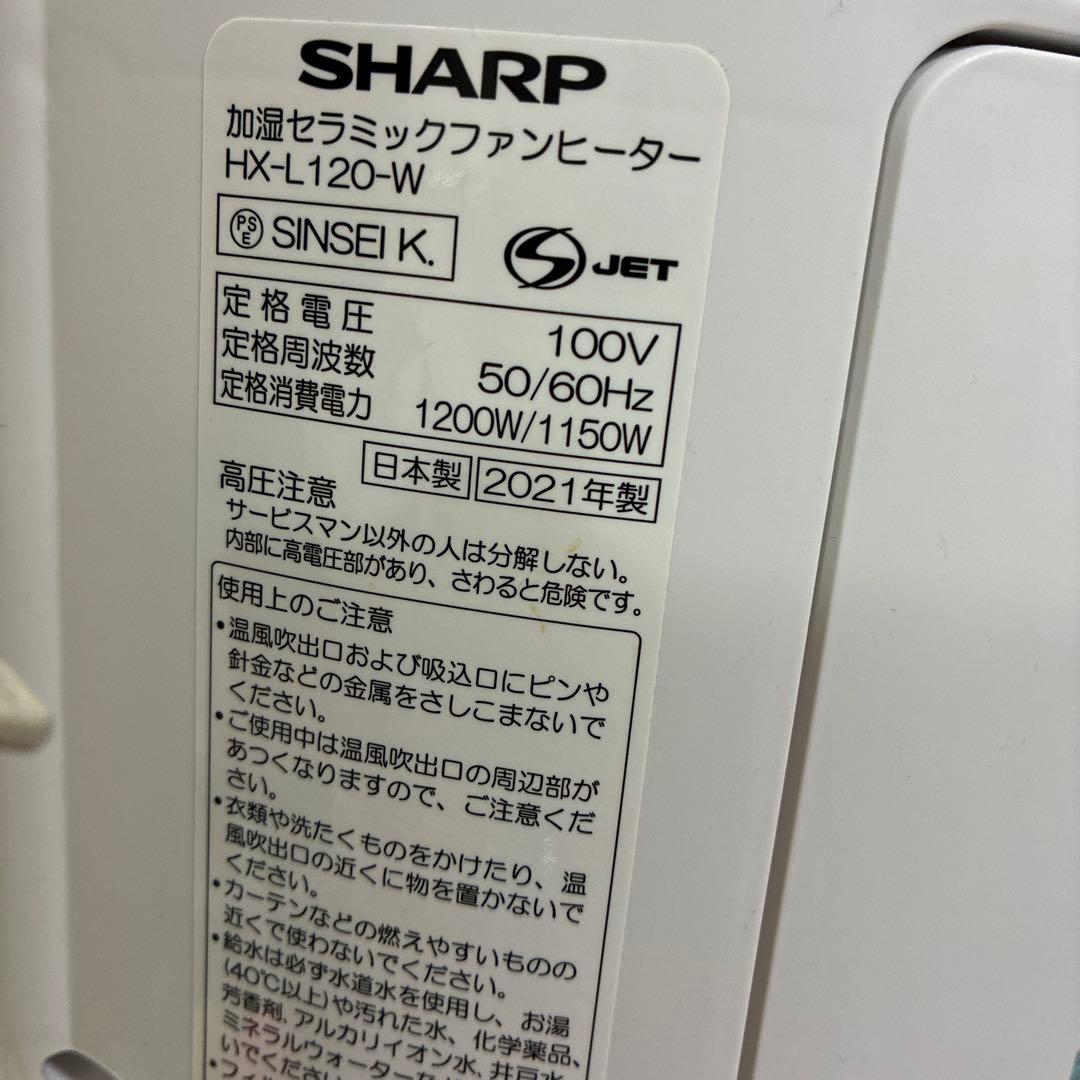 SHARP
加湿セラミックファンヒーター
HX-L120-W
PSE SINSEI K.
S JET
定格電圧 100V
定格周波数 50/60Hz
定格消費電力 1200W/1150W
日本製 2021年製
高圧注意
サービスマン以外の人は分解しない。
内部に高電圧部があり、さわると危険です。
使用上のご注意
•温風吹出口および吸込口にピンや
針金などの金属をさしこまないで
ください。
•ご使用中は温風吹出口の周辺部が
あつくなりますので、ご注意くだ
さい。
•衣類や洗たくものをかけたり、温
風吹出口の近くに物を置かないで
ください。
•カーテンなどの燃えやすいものの
近くで使わないでください。
•給水は必ず水道水を使用し、お湯
(40℃以上)や汚れた水、化学薬品、
芳香剤、アルカリイオン水、井戸水、
ミネラルウォーターな
いでください
•フィル